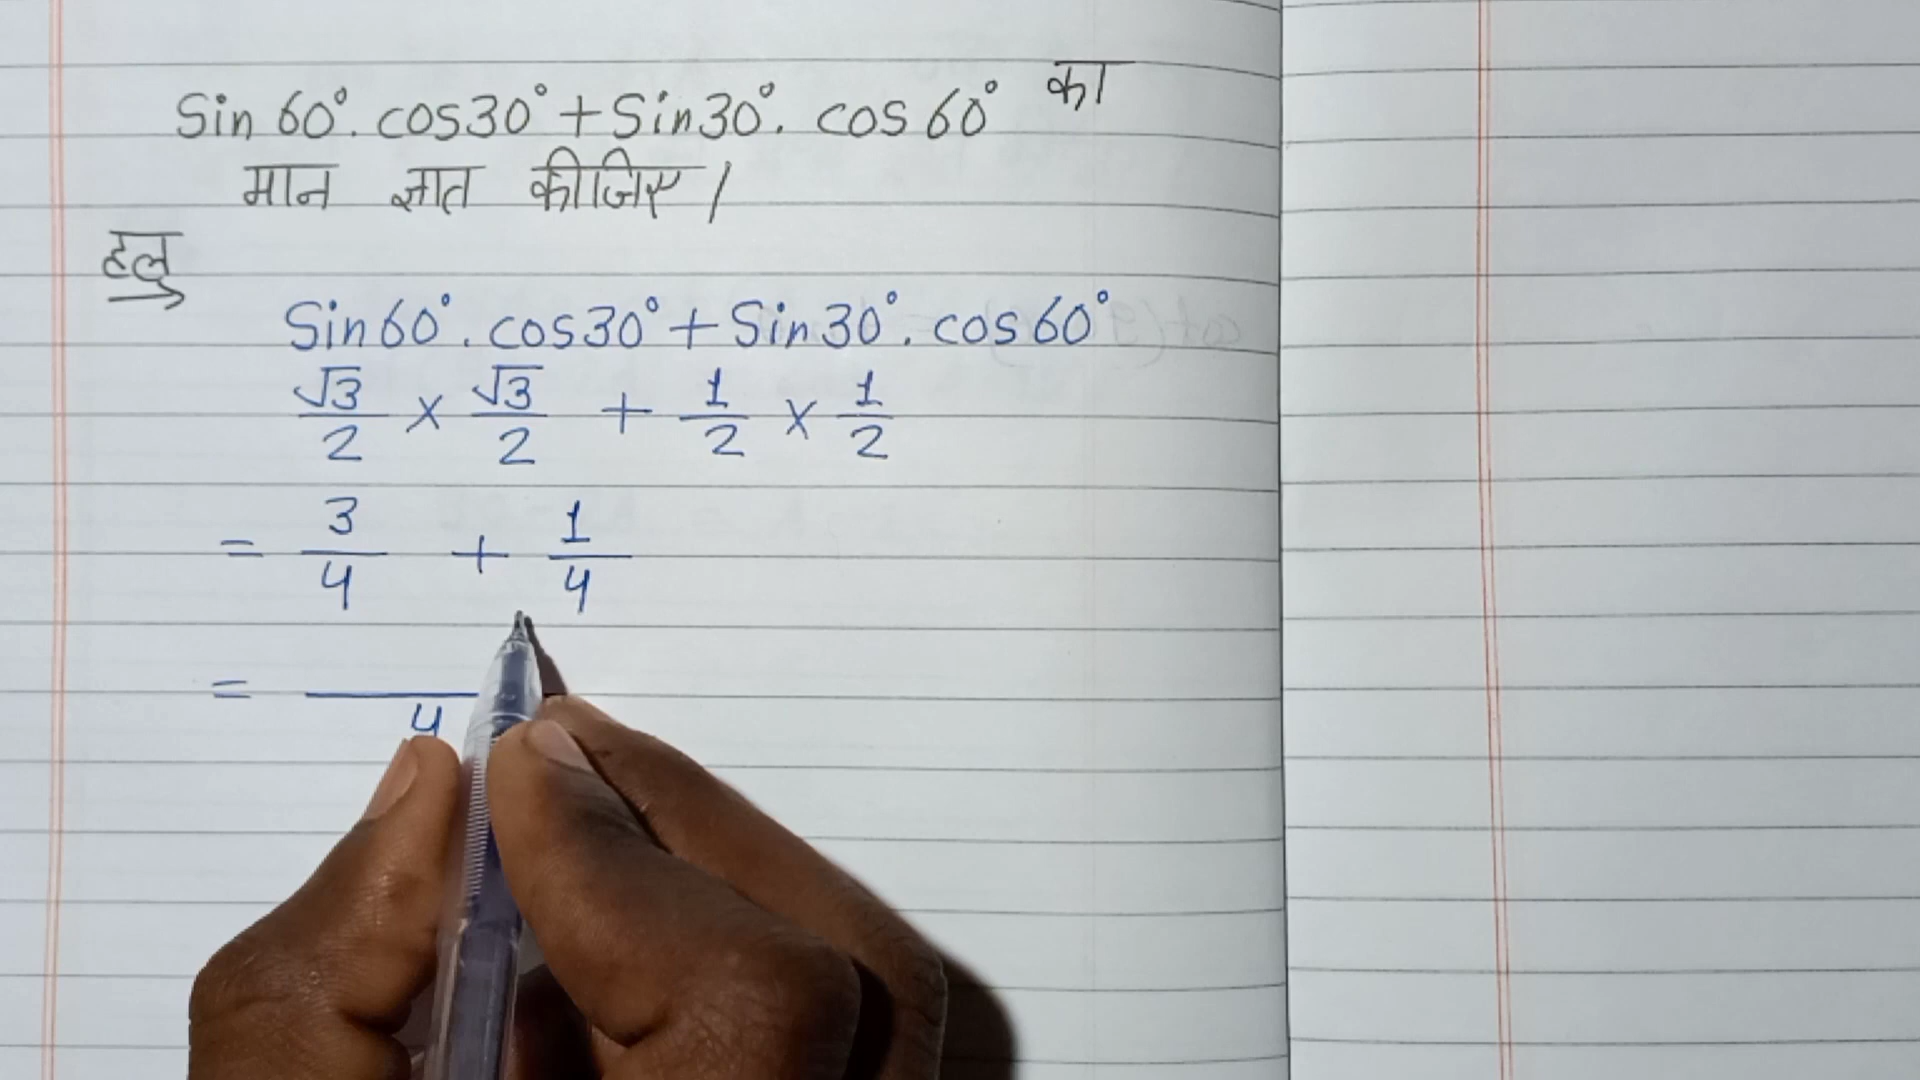 Sin 60°. cos30° + Sin30°. cos 60° का
मान ज्ञात कीजिए।
हल
Sin60°. cos30° + Sin30°. cos60°
√3/2 × √3/2 + 1/2 × 1/2
= 3/4 + 1/4
= /4